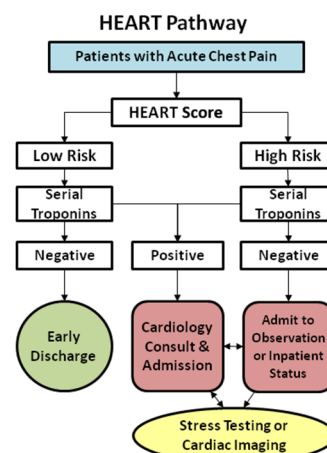 HEART Pathway
Patients with Acute Chest Pain
HEART Score
Low Risk
High Risk
Serial
Troponins
Serial
Troponins
Negative
Positive
Negative
Early
Discharge
Cardiology
Consult &
Admission
Admit to
Observation
or Inpatient
Status
Stress Testing or
Cardiac Imaging